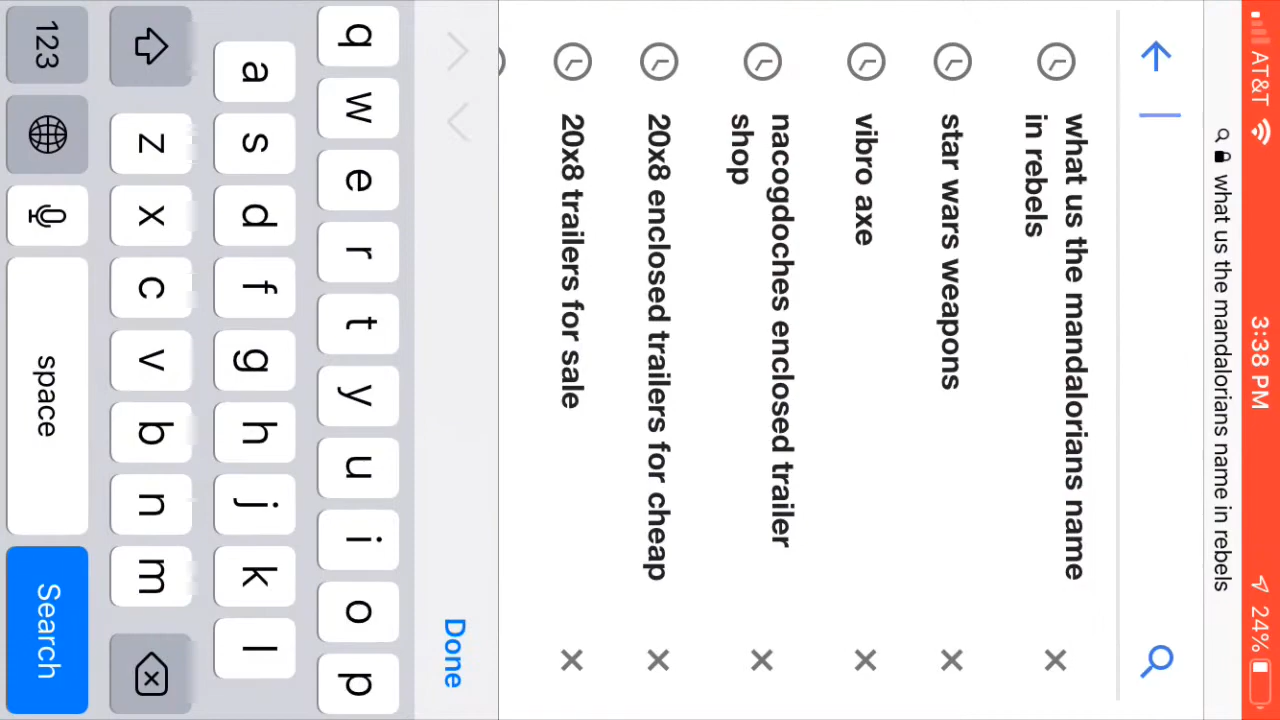 AT&T 3:38 PM 24%
what us the mandalorians name in rebels
what us the mandalorians name
in rebels
star wars weapons
vibro axe
nacogdoches enclosed trailer
shop
20x8 enclosed trailers for cheap
20x8 trailers for sale
Done
q w e r t y u i o p
a s d f g h j k l
z x c v b n m
123 space Search